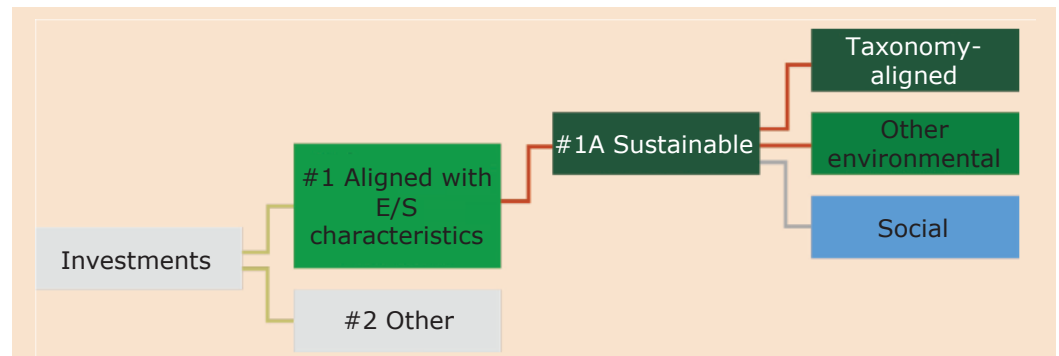 Investments
#1 Aligned with
E/S
characteristics
#2 Other
#1A Sustainable
Taxonomy-
aligned
Other
environmental
Social